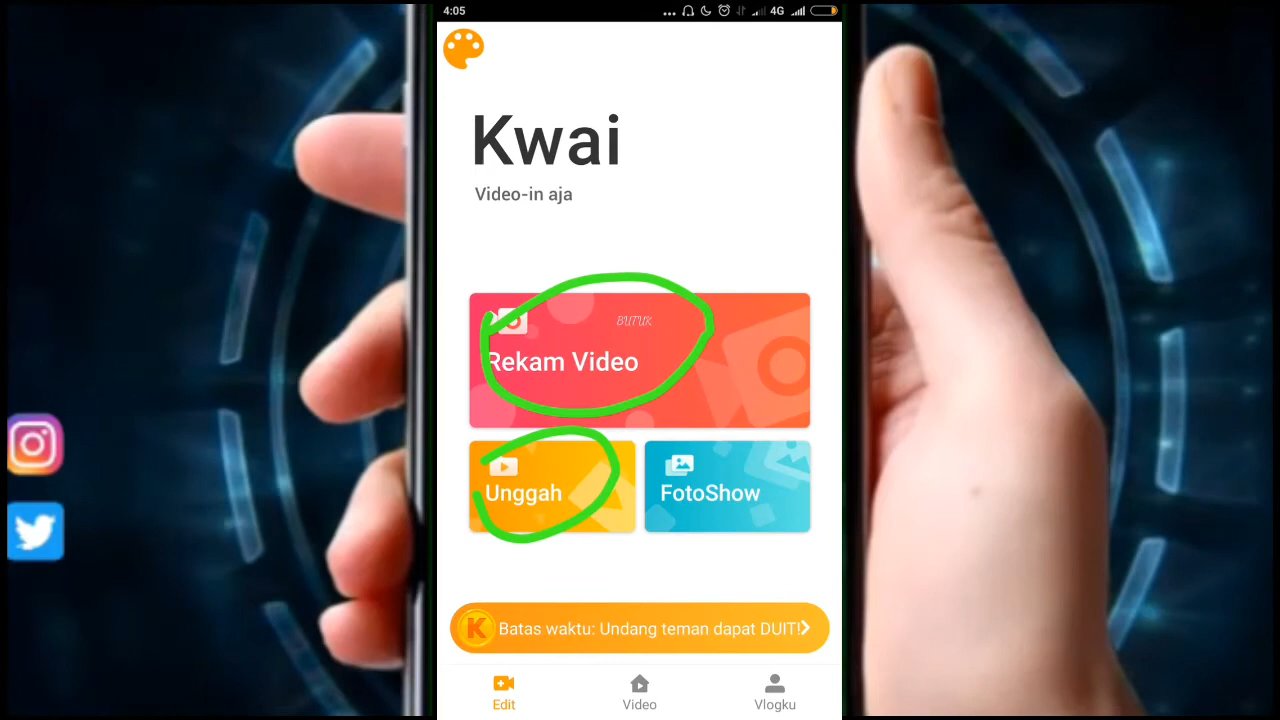 4:05
4G
Kwai
Video-in aja
BUTUK
Rekam Video
Unggah
FotoShow
K
Batas waktu: Undang teman dapat DUIT!
Edit
Video
Vlogku